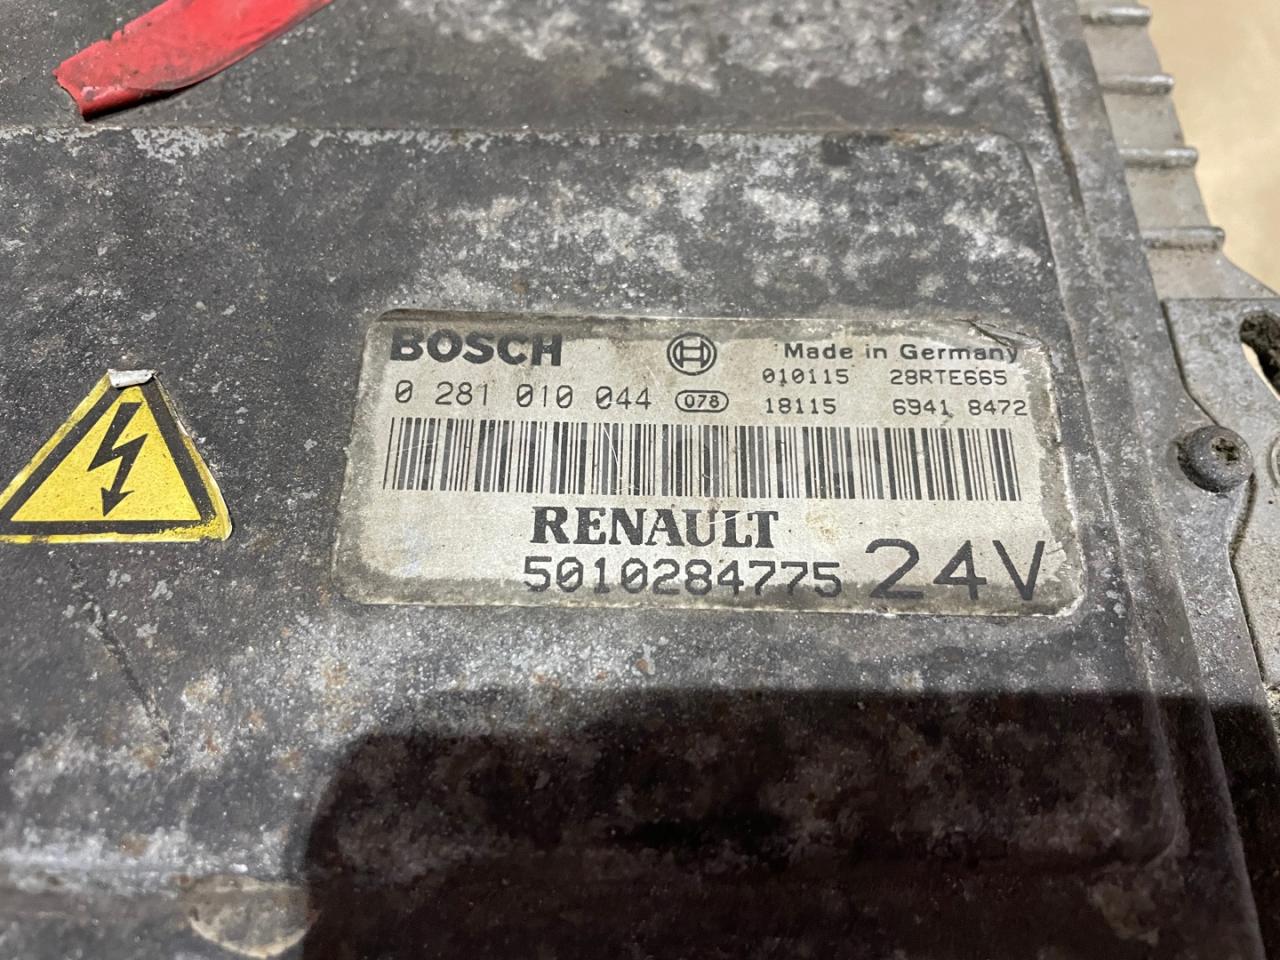 BOSCH
Made in Germany
010115 28RTE665
0 281 010 044 078
18115 6941 8472
RENAULT
5010284775 24V